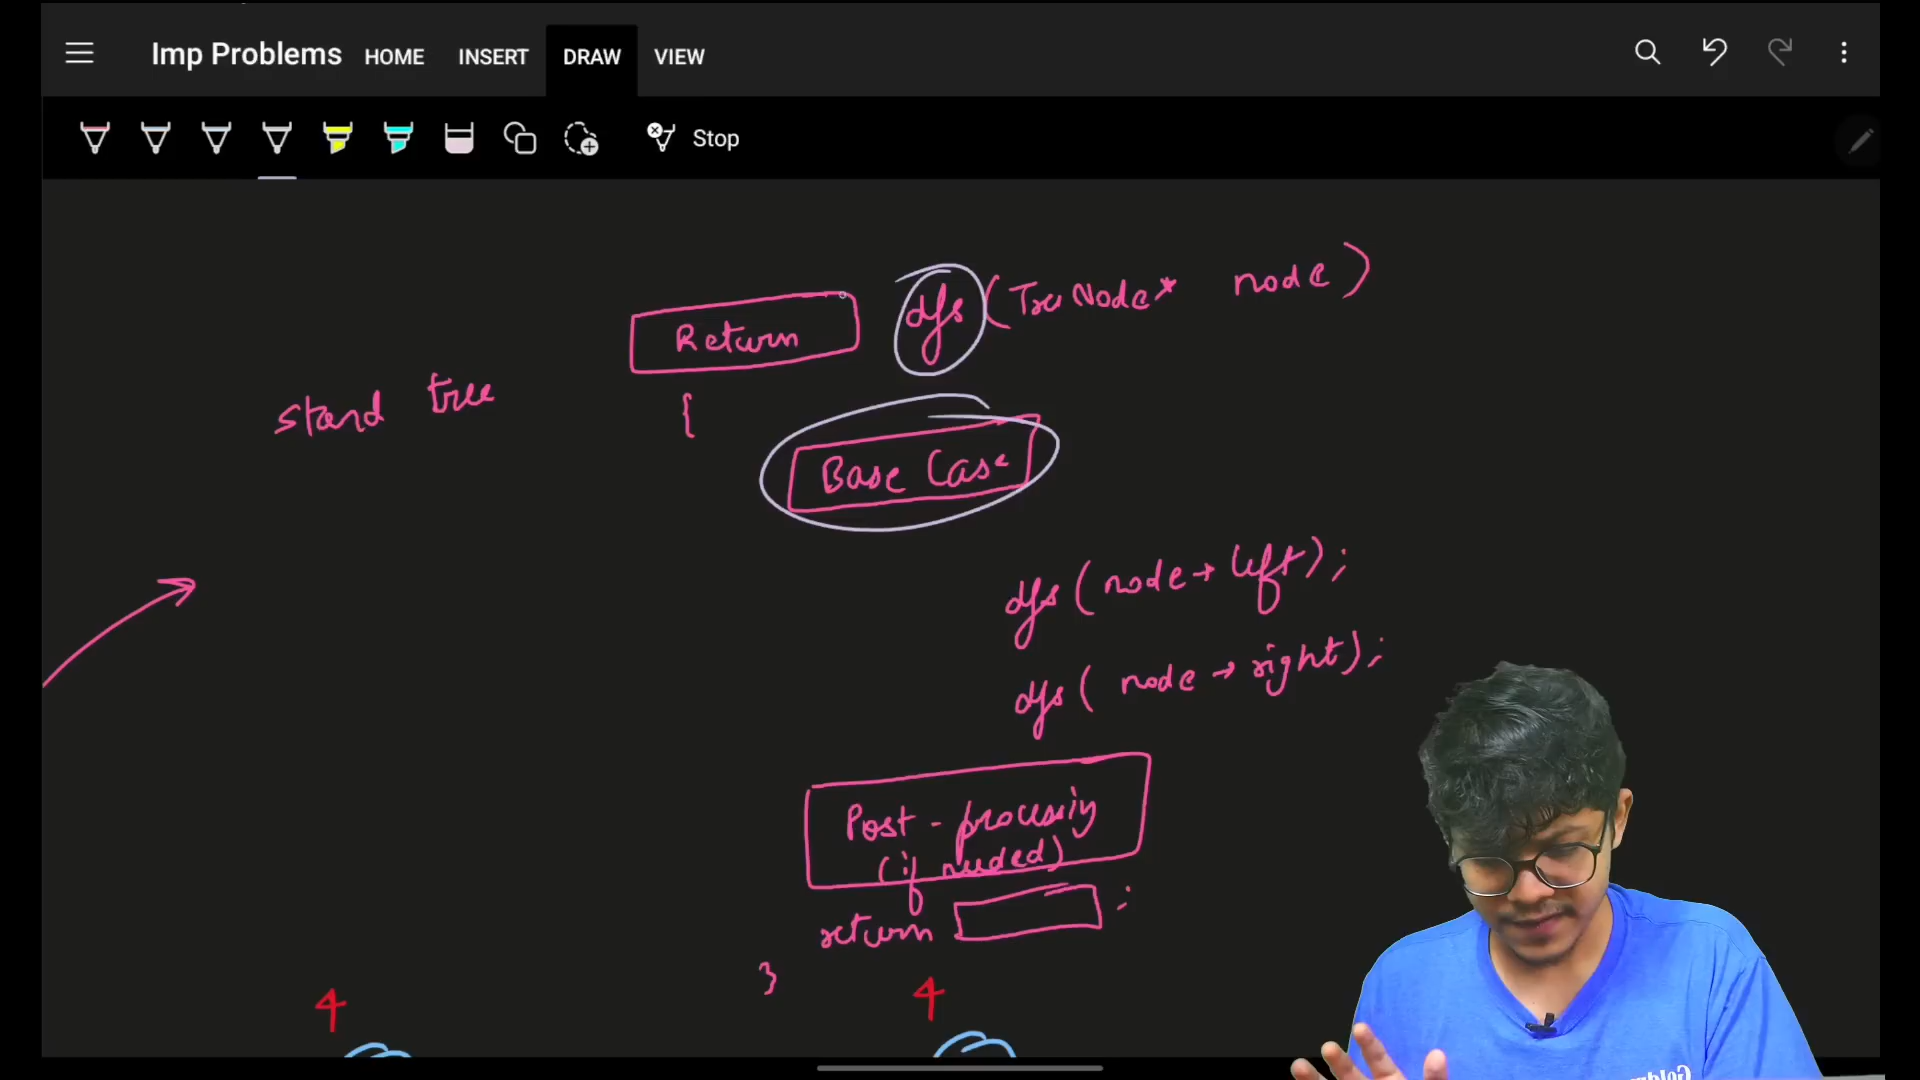 Imp Problems HOME INSERT DRAW VIEW
Stop
Return dfs (TreeNode* node)
stand tree {
Base Case
dfs (node → left);
dfs ( node → right);
Post - processing
(if needed)
return ;
}
4 4